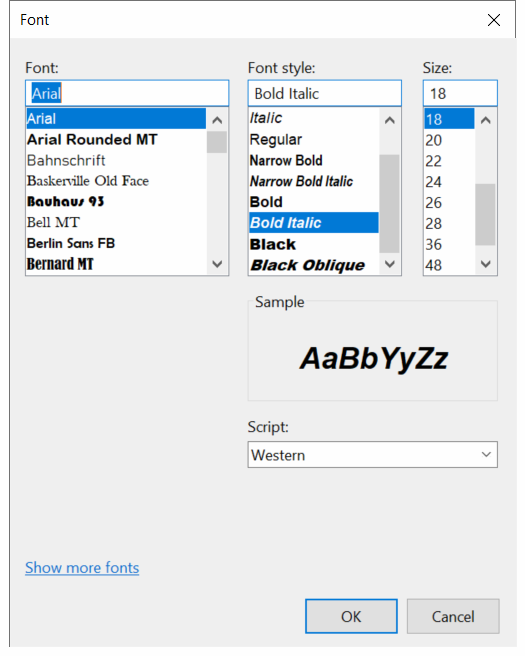 Font
Font:
Arial
Arial
Arial Rounded MT
Bahnschrift
Baskerville Old Face
Bauhaus 93
Bell MT
Berlin Sans FB
Bernard MT
Font style:
Bold Italic
Italic
Regular
Narrow Bold
Narrow Bold Italic
Bold
Bold Italic
Black
Black Oblique
Size:
18
18
20
22
24
26
28
36
48
Sample
AaBbYyZz
Script:
Western
Show more fonts
OK
Cancel